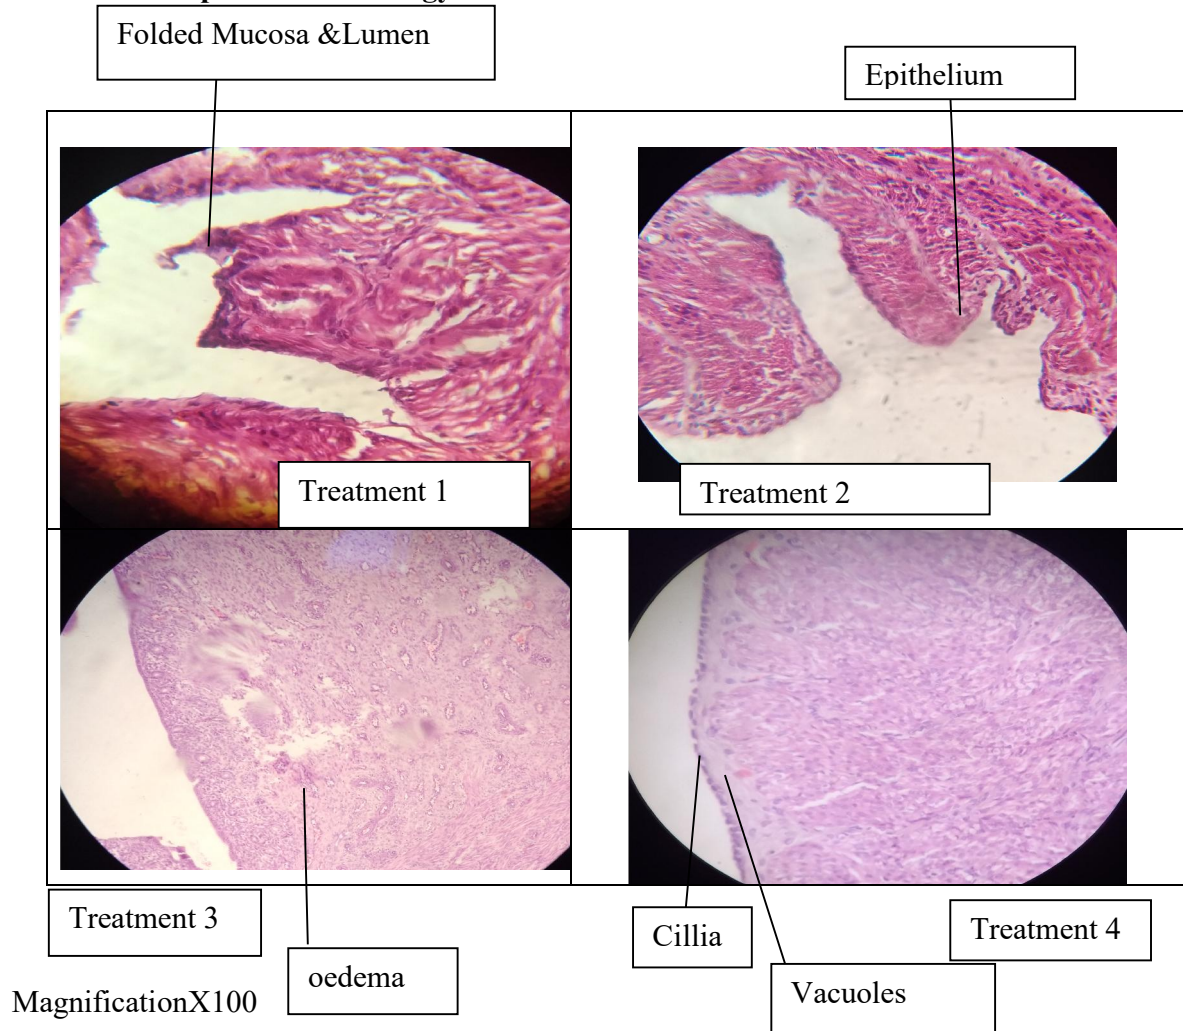 Folded Mucosa &Lumen
Epithelium
Treatment 1
Treatment 2
Treatment 3
Cillia
Treatment 4
oedema
Vacuoles
MagnificationX100